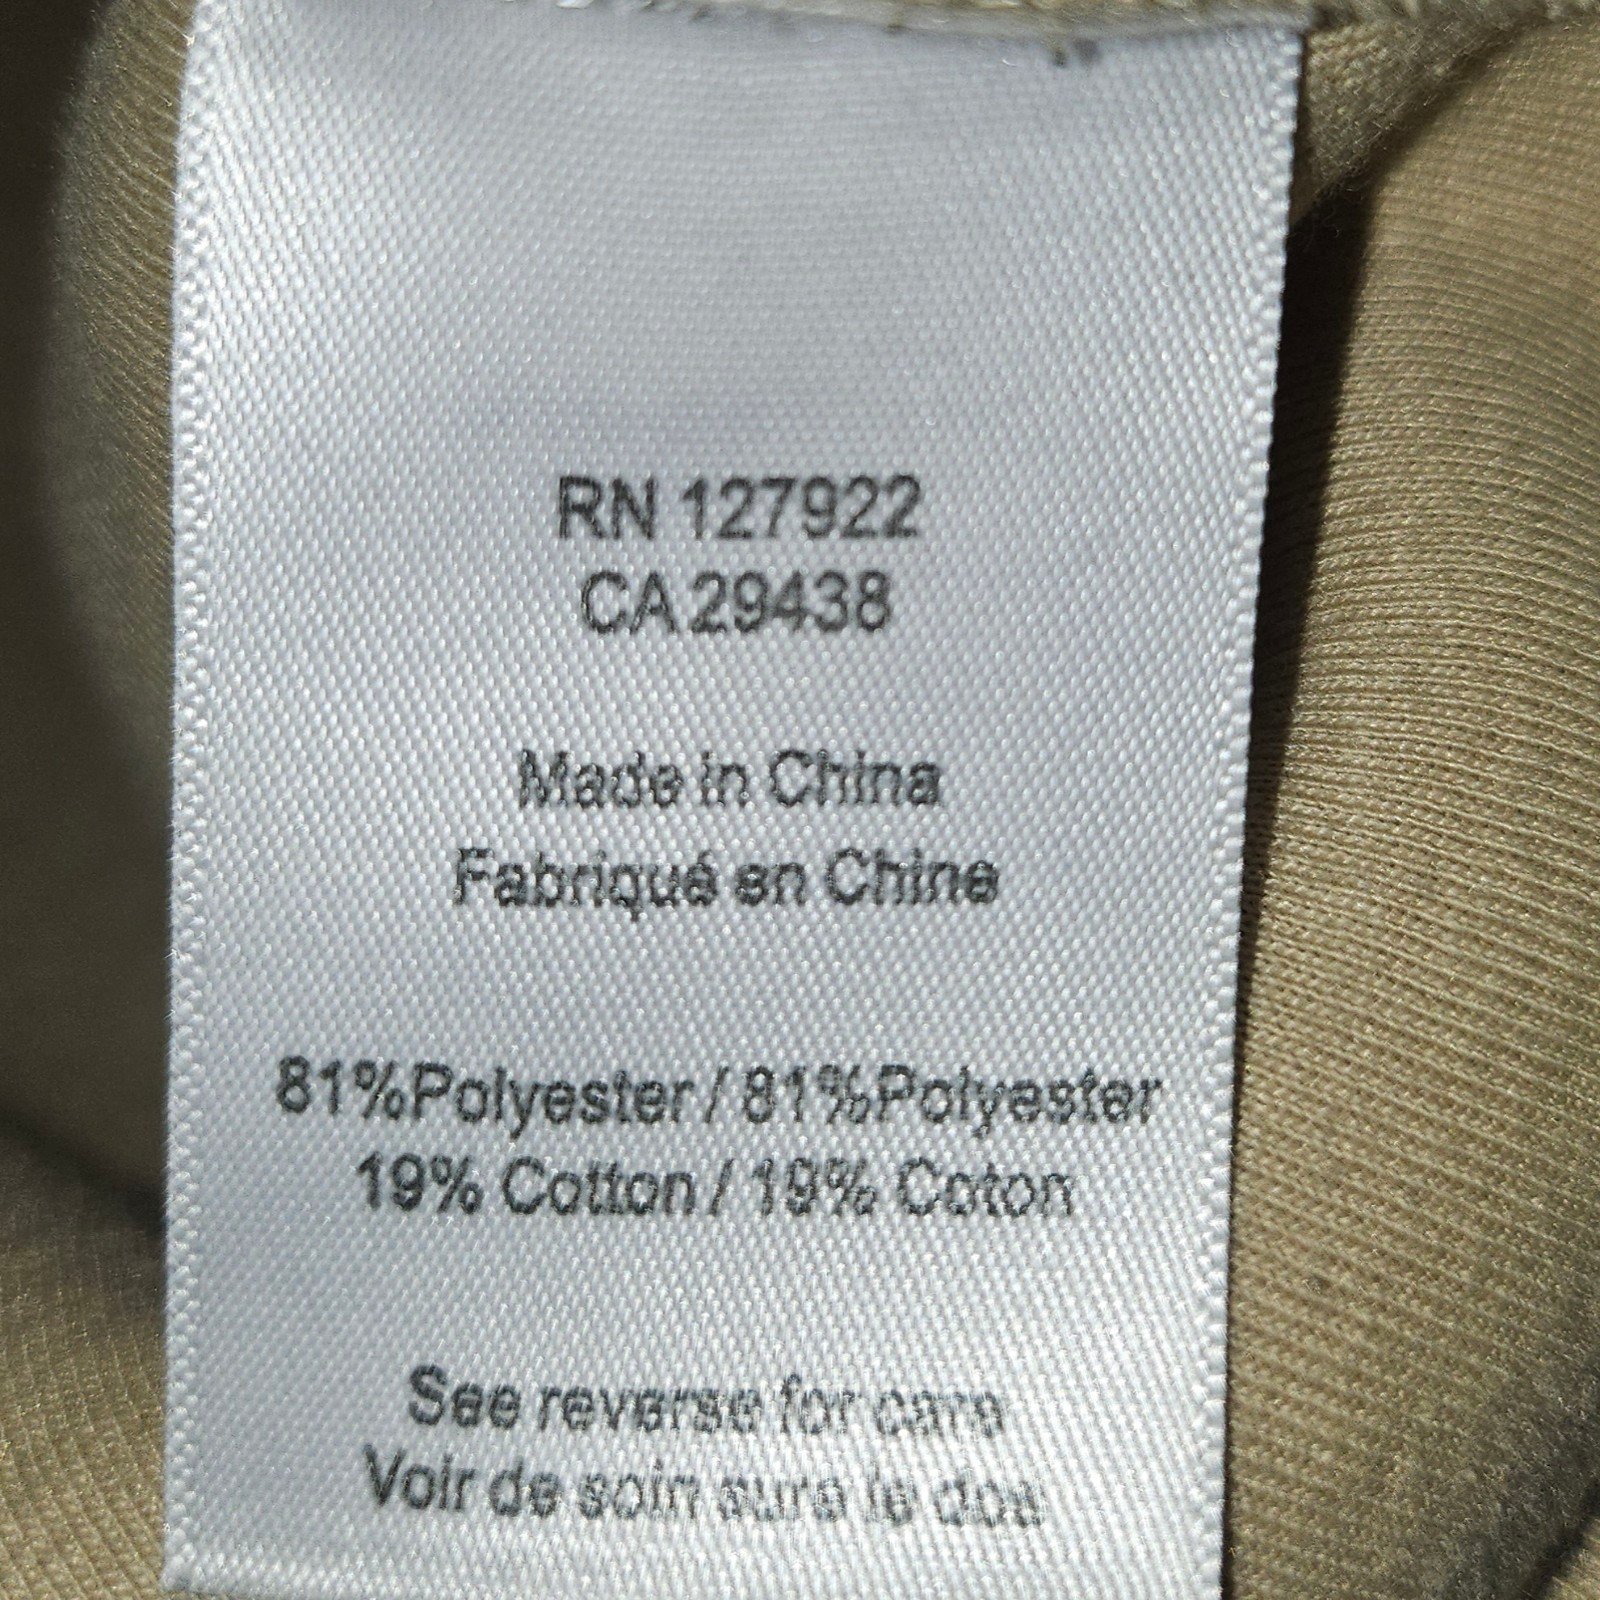 RN 127922
CA 29438
Made in China
Fabriqué en Chine
81%Polyester / 81%Polyester
19% Cotton / 19% Coton
See reverse for care
Voir de soin sure le dos